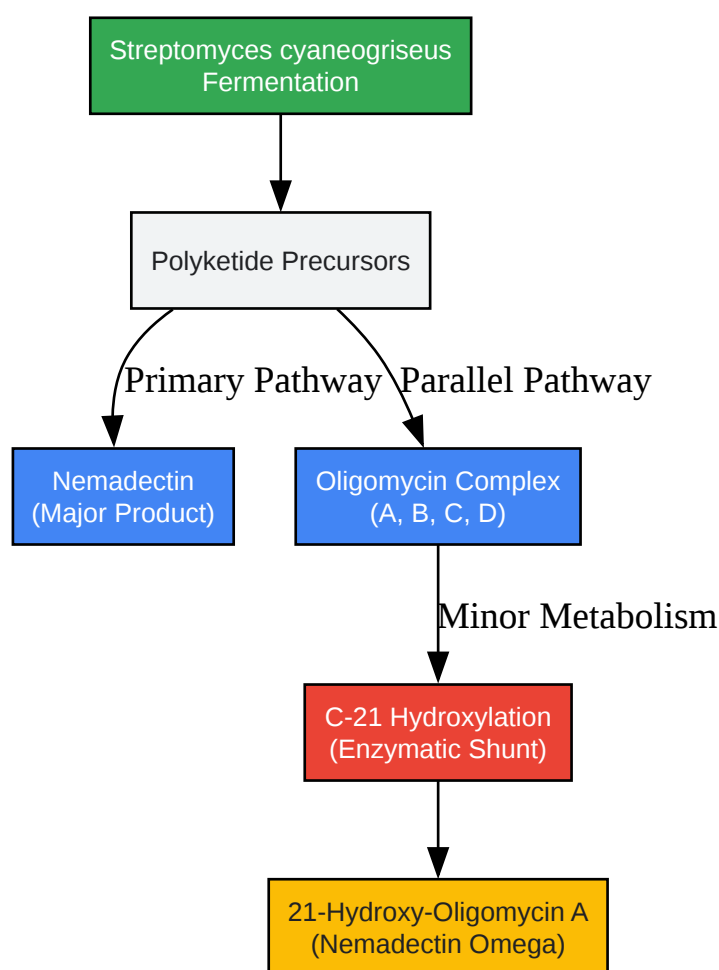 Streptomyces cyaneogriseus
Fermentation
Polyketide Precursors
Primary Pathway
Parallel Pathway
Nemadectin
(Major Product)
Oligomycin Complex
(A, B, C, D)
Minor Metabolism
C-21 Hydroxylation
(Enzymatic Shunt)
21-Hydroxy-Oligomycin A
(Nemadectin Omega)